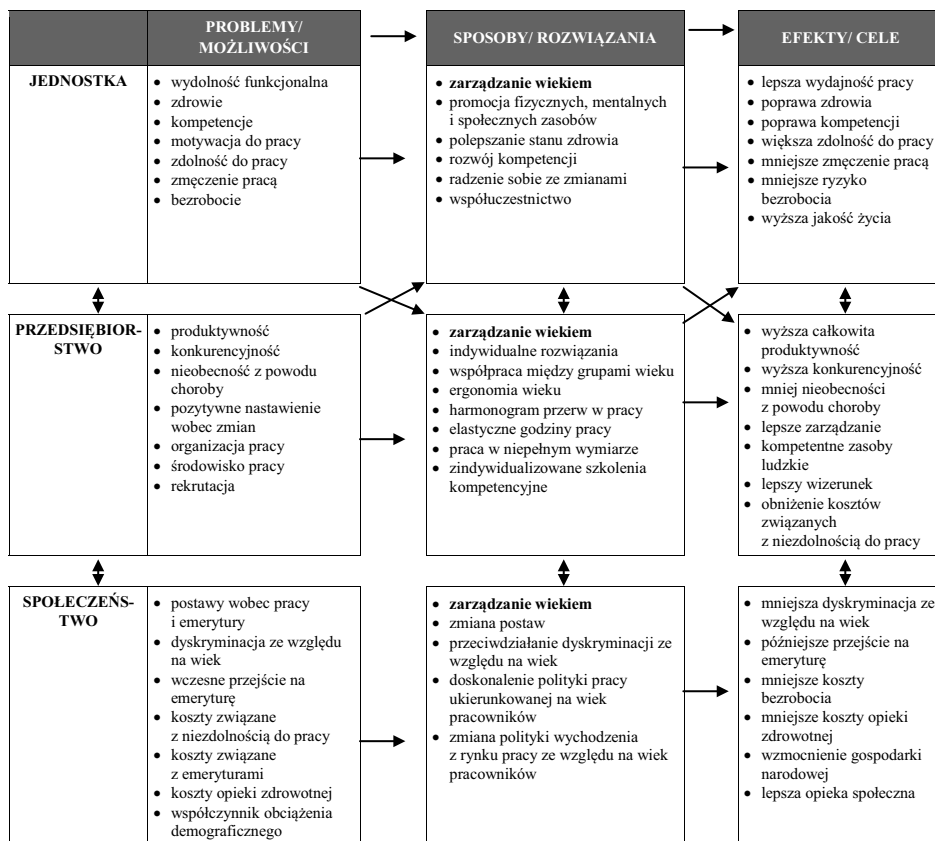 PROBLEMY/
MOŻLIWOŚCI
SPOSOBY/ ROZWIĄZANIA
EFEKTY/ CELE
JEDNOSTKA
• wydolność funkcjonalna
• zdrowie
• kompetencje
• motywacja do pracy
• zdolność do pracy
• zmęczenie pracą
• bezrobocie
• zarządzanie wiekiem
• promocja fizycznych, mentalnych
i społecznych zasobów
• polepszanie stanu zdrowia
• rozwój kompetencji
• radzenie sobie ze zmianami
• współuczestnictwo
• lepsza wydajność pracy
• poprawa zdrowia
• poprawa kompetencji
• większa zdolność do pracy
• mniejsze zmęczenie pracą
• mniejsze ryzyko
bezrobocia
• wyższa jakość życia
PRZEDSIĘBIOR-
STWO
• produktywność
• konkurencyjność
• nieobecność z powodu
choroby
• pozytywne nastawienie
wobec zmian
• organizacja pracy
• środowisko pracy
• rekrutacja
• zarządzanie wiekiem
• indywidualne rozwiązania
• współpraca między grupami wieku
• ergonomia wieku
• harmonogram przerw w pracy
• elastyczne godziny pracy
• praca w niepełnym wymiarze
• zindywidualizowane szkolenia
kompetencyjne
• wyższa całkowita
produktywność
• wyższa konkurencyjność
• mniej nieobecności
z powodu choroby
• lepsze zarządzanie
• kompetentne zasoby
ludzkie
• lepszy wizerunek
• obniżenie kosztów
związanych
z niezdolnością do pracy
SPOŁECZEŃS-
TWO
• postawy wobec pracy
i emerytury
• dyskryminacja ze względu
na wiek
• wczesne przejście na
emeryturę
• koszty związane
z niezdolnością do pracy
• koszty związane
z emeryturami
• koszty opieki zdrowotnej
• współczynnik obciążenia
demograficznego
• zarządzanie wiekiem
• zmiana postaw
• przeciwdziałanie dyskryminacji ze
względu na wiek
• doskonalenie polityki pracy
ukierunkowanej na wiek
pracowników
• zmiana polityki wychodzenia
z rynku pracy ze względu na wiek
pracowników
• mniejsza dyskryminacja ze
względu na wiek
• późniejsze przejście na
emeryturę
• mniejsze koszty
bezrobocia
• mniejsze koszty opieki
zdrowotnej
• wzmocnienie gospodarki
narodowej
• lepsza opieka społeczna